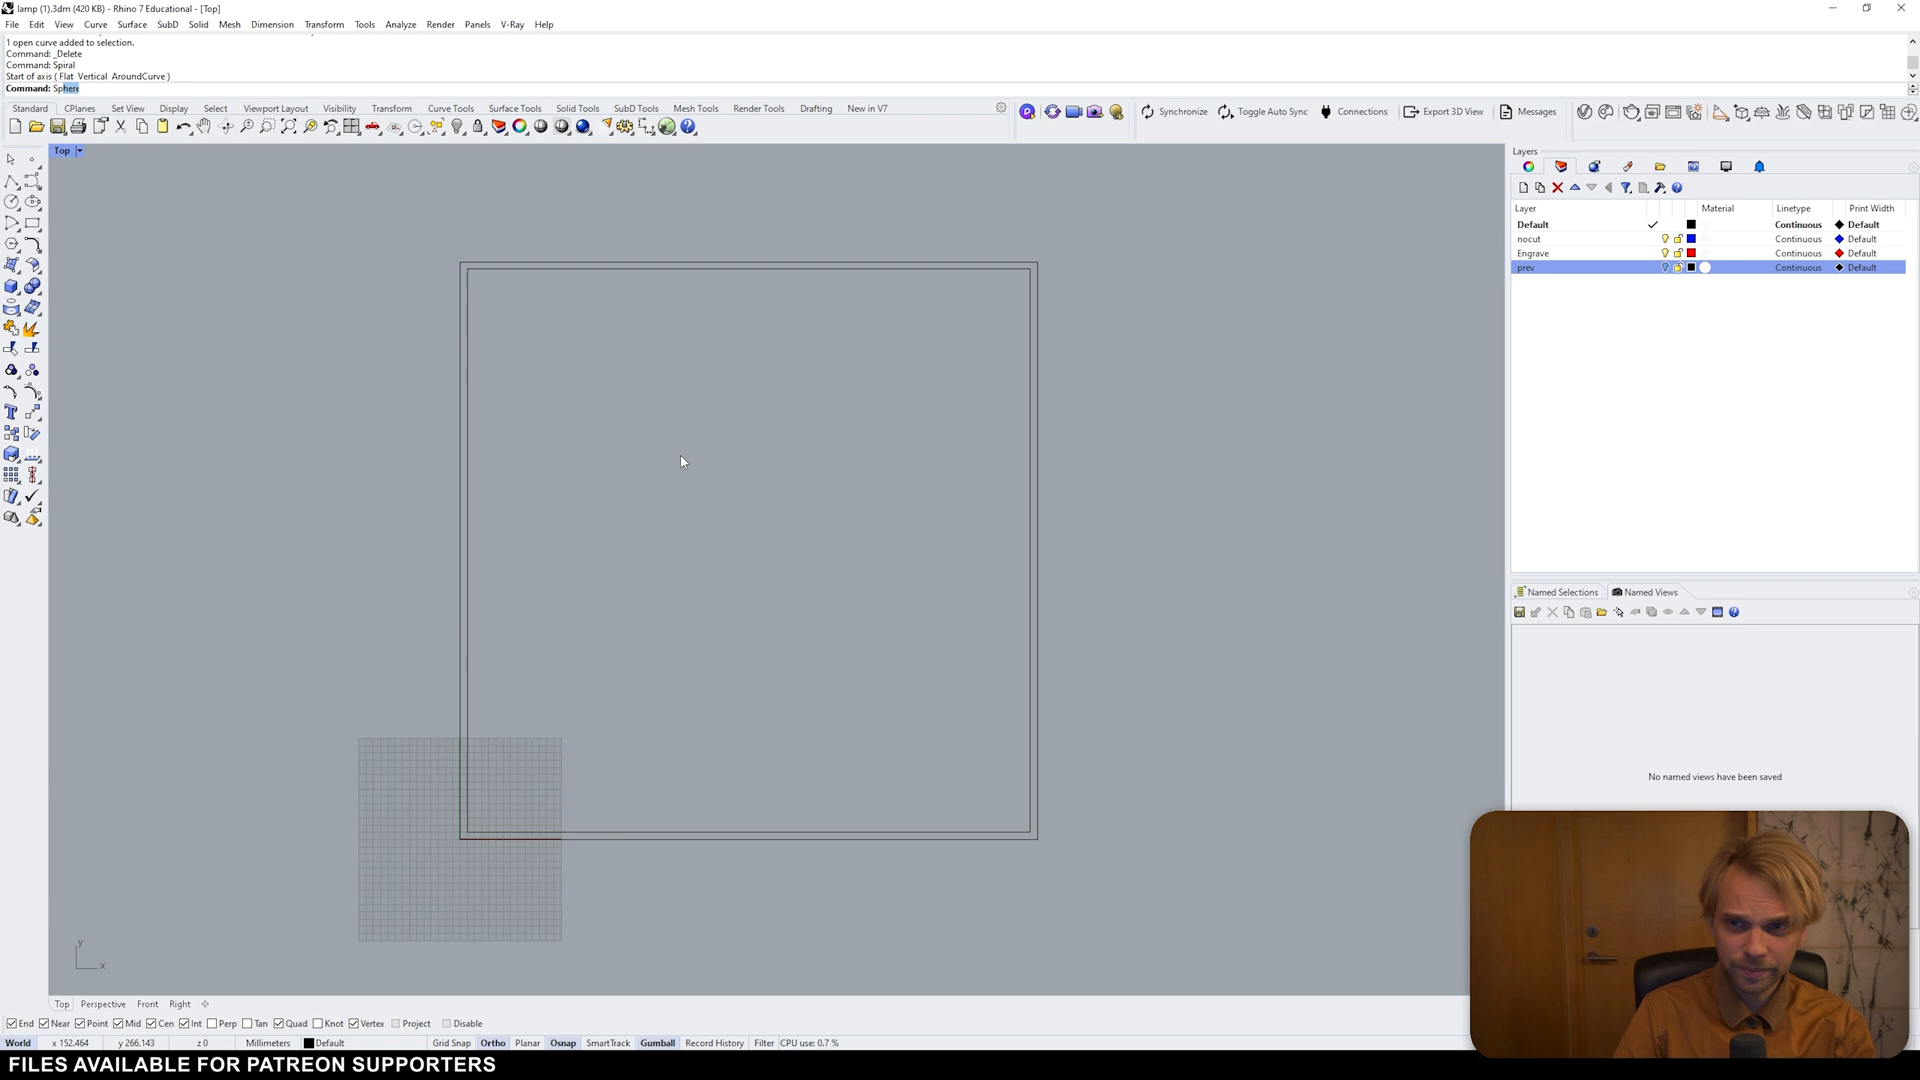 lamp (1).3dm (420 KB) - Rhino 7 Educational - [Top]
File Edit View Curve Surface SubD Solid Mesh Dimension Transform Tools Analyze Render Panels V-Ray Help
1 open curve added to selection.
Command: _Delete
Command: Spiral
Start of axis ( Flat Vertical AroundCurve )
Command: Sphere
Standard CPlanes Set View Display Select Viewport Layout Visibility Transform Curve Tools Surface Tools Solid Tools SubD Tools Mesh Tools Render Tools Drafting New in V7
Synchronize Toggle Auto Sync Connections Export 3D View Messages
Top
Layers
Layer Material Linetype Print Width
Default Continuous Default
nocut Continuous Default
Engrave Continuous Default
prev Continuous Default
Named Selections Named Views
No named views have been saved
y
x
Top Perspective Front Right
End Near Point Mid Cen Int Perp Tan Quad Knot Vertex Project Disable
World x 152.464 y 266.143 z 0 Millimeters Default Grid Snap Ortho Planar Osnap SmartTrack Gumball Record History Filter CPU use: 0.7 %
FILES AVAILABLE FOR PATREON SUPPORTERS